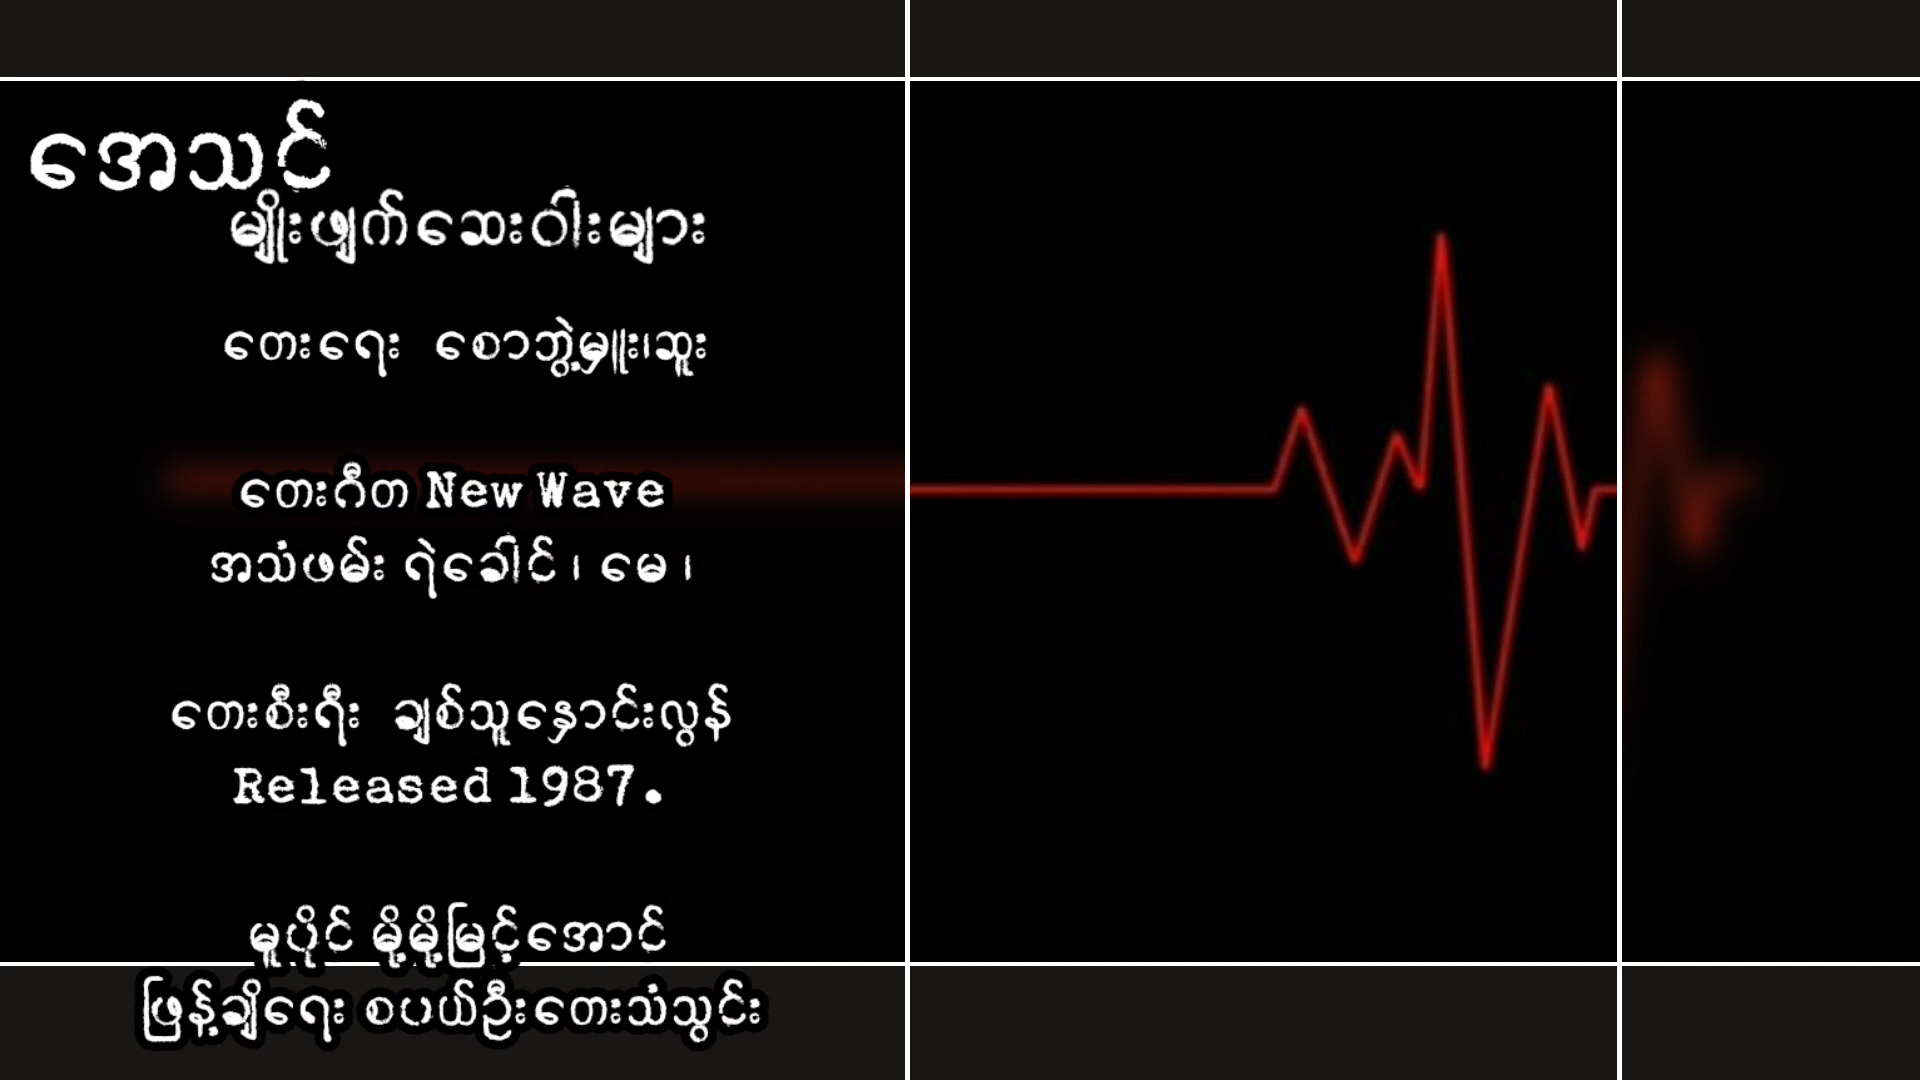 အေသင်
မျိုးဖျက်ဆေးဝါးများ
တေးရေး စောဘွဲ့မှူး၊ဆူး
တေးဂီတ New Wave
အသံဖမ်း ရဲခေါင် ၊ မေ ၊
တေးစီးရီး ချစ်သူနှောင်းလွန်
Released 1987.
မူပိုင် မို့မို့မြင့်အောင်
ဖြန့်ချိရေး စပယ်ဦးတေးသံသွင်း